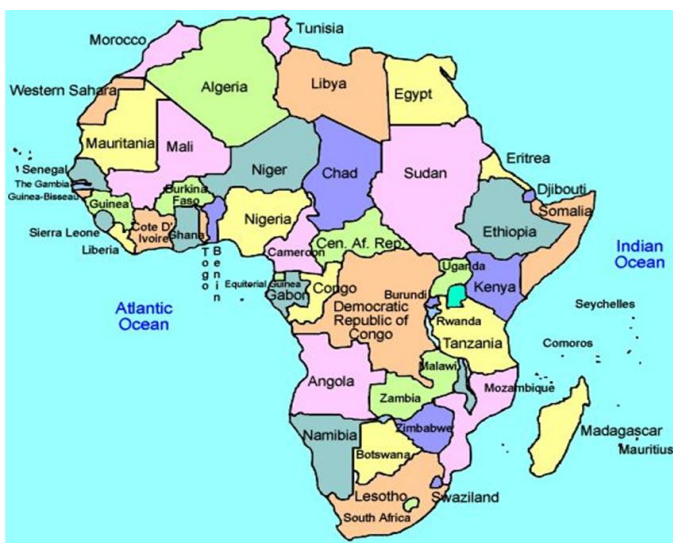 Tunisia
Morocco
Algeria
Libya
Egypt
Western Sahara
Mauritania
Mali
Niger
Chad
Sudan
Eritrea
Senegal
The Gambia
Guinea-Bissau
Guinea
Burkina
Faso
Djibouti
Somalia
Ethiopia
Sierra Leone
Liberia
Cote D'
Ivoire
Ghana
Togo
Benin
Nigeria
Cameroon
Cen. Af. Rep.
Indian
Ocean
Equiterial Guinea
Gabon
Congo
Democratic
Republic of
Congo
Uganda
Kenya
Burundi
Rwanda
Tanzania
Seychelles
Atlantic
Ocean
Comoros
Angola
Zambia
Malawi
Mozambique
Zimbabwe
Namibia
Botswana
Madagascar
Mauritius
Lesotho
Swaziland
South Africa